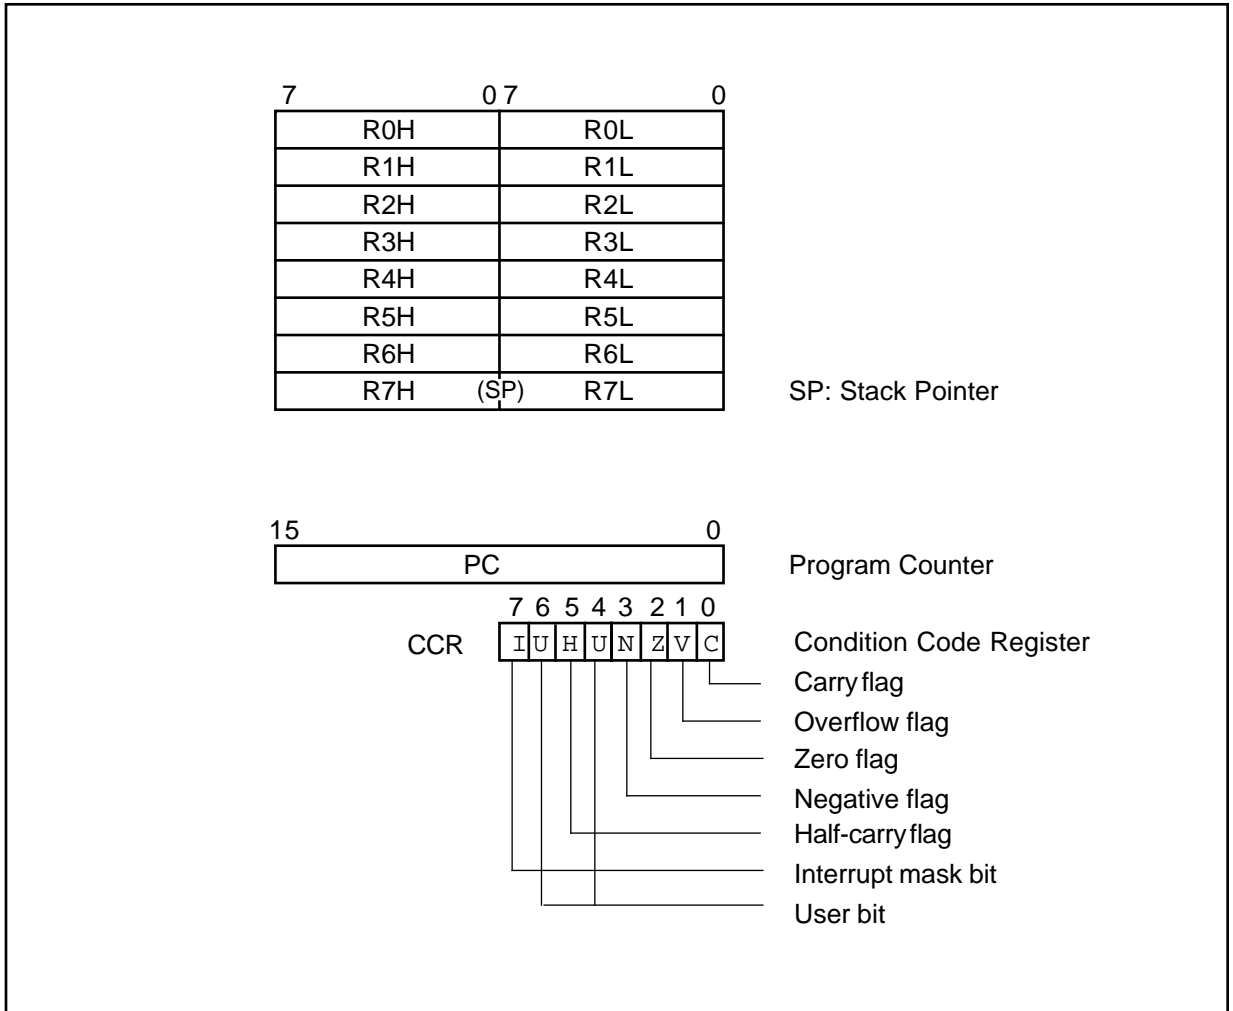 7 0 7 0
R0H R0L
R1H R1L
R2H R2L
R3H R3L
R4H R4L
R5H R5L
R6H R6L
R7H (SP) R7L SP: Stack Pointer
15 0
PC Program Counter
7 6 5 4 3 2 1 0
CCR I U H U N Z V C Condition Code Register
Carry flag
Overflow flag
Zero flag
Negative flag
Half-carry flag
Interrupt mask bit
User bit